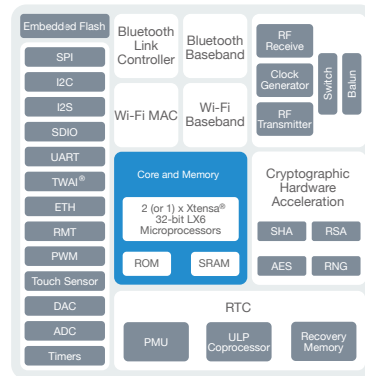 Embedded Flash
SPI
I2C
I2S
SDIO
UART
TWAI®
ETH
RMT
PWM
Touch Sensor
DAC
ADC
Timers
Bluetooth
Link
Controller
Bluetooth
Baseband
Wi-Fi MAC
Wi-Fi
Baseband
RF
Receive
Clock
Generator
RF
Transmitter
Switch
Balun
Core and Memory
2 (or 1) x Xtensa®
32-bit LX6
Microprocessors
ROM
SRAM
Cryptographic
Hardware
Acceleration
SHA
RSA
AES
RNG
RTC
PMU
ULP
Coprocessor
Recovery
Memory